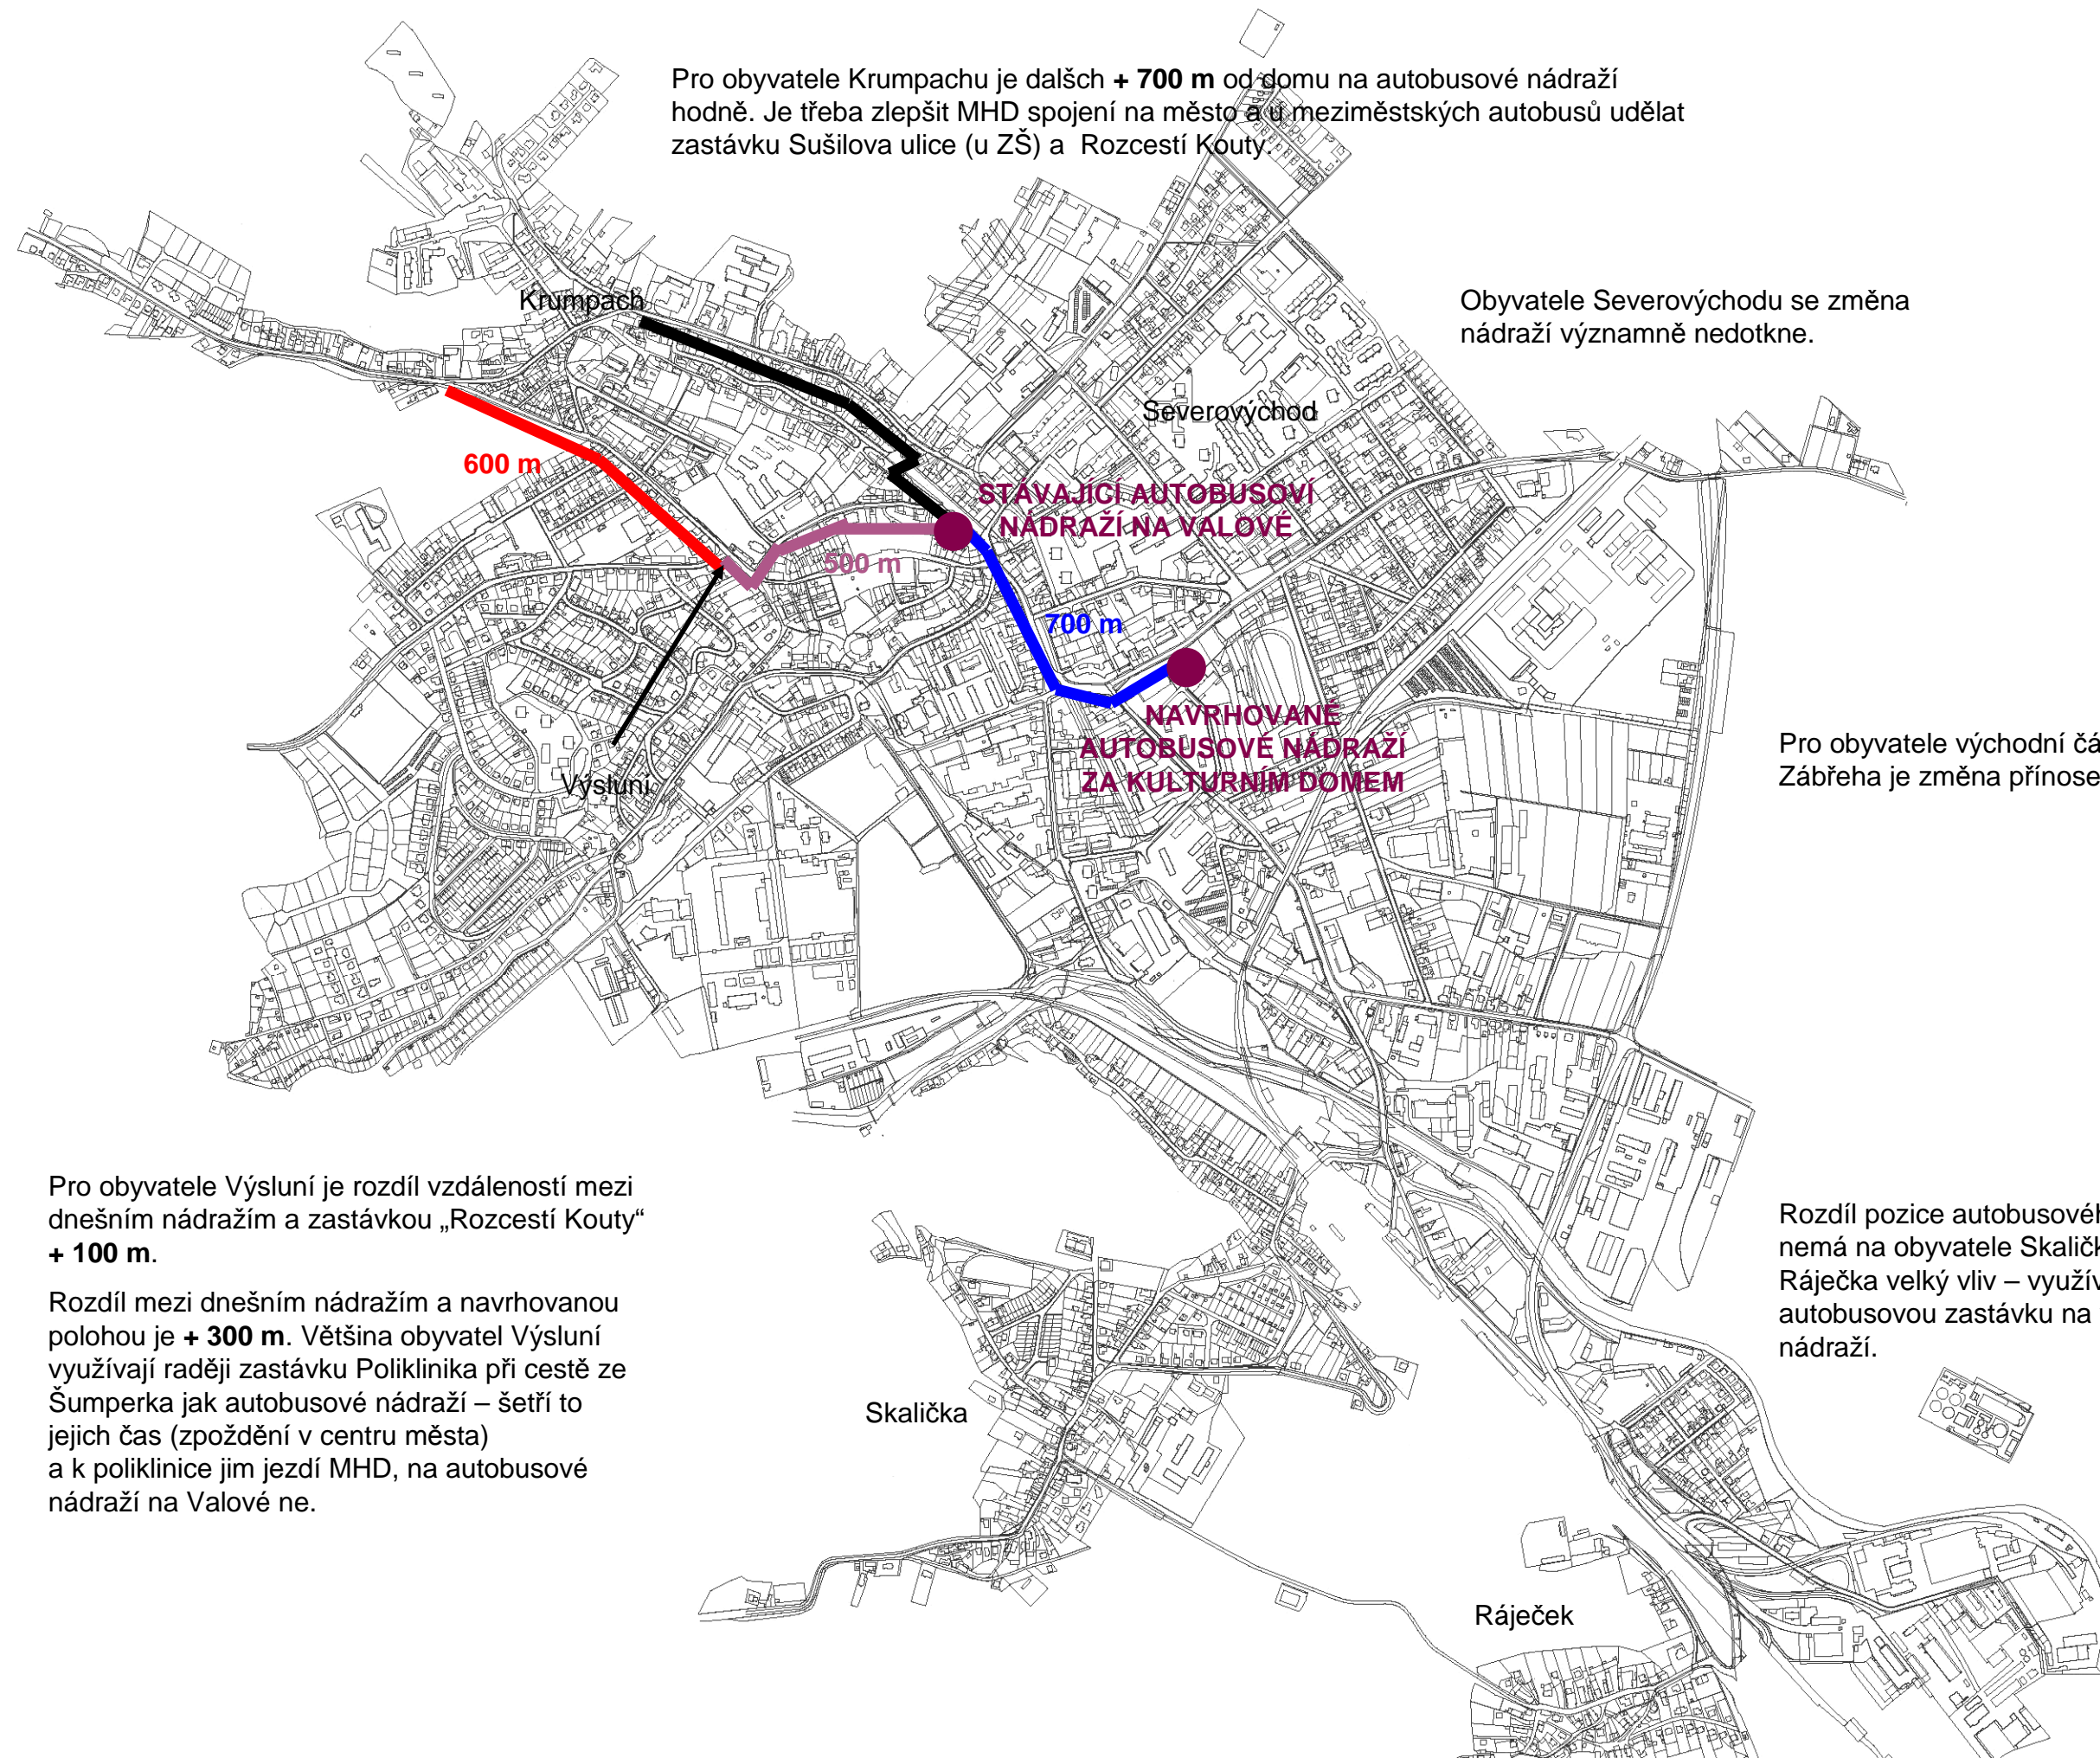 Pro obyvatele Krumpachu je dalšch + 700 m od domu na autobusové nádraží
hodně. Je třeba zlepšit MHD spojení na město a u meziměstských autobusů udělat
zastávku Sušilova ulice (u ZŠ) a Rozcestí Kouty.
Krumpach
Obyvatele Severovýchodu se změna
nádraží významně nedotkne.
Severovýchod
600 m
STÁVAJÍCÍ AUTOBUSOVÍ
NÁDRAŽÍ NA VALOVÉ
500 m
700 m
NAVRHOVANÉ
AUTOBUSOVÉ NÁDRAŽÍ
ZA KULTURNÍM DOMEM
Výsluní
Pro obyvatele východní čá
Zábřeha je změna přínose
Pro obyvatele Výsluní je rozdíl vzdáleností mezi
dnešním nádražím a zastávkou „Rozcestí Kouty“
+ 100 m.
Rozdíl mezi dnešním nádražím a navrhovanou
polohou je + 300 m. Většina obyvatel Výsluní
využívají raději zastávku Poliklinika při cestě ze
Šumperka jak autobusové nádraží – šetří to
jejich čas (zpoždění v centru města)
a k poliklinice jim jezdí MHD, na autobusové
nádraží na Valové ne.
Rozdíl pozice autobusovéh
nemá na obyvatele Skaličk
Ráječka velký vliv – využív
autobusovou zastávku na
nádraží.
Skalička
Ráječek